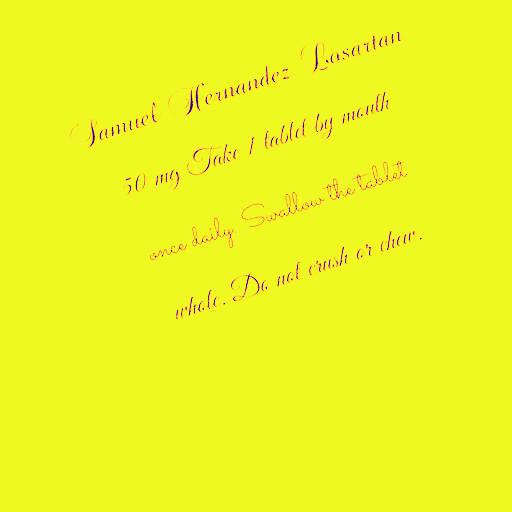 Samuel Hernandez Losartan
50 mg Take 1 tablet by mouth
once daily. Swallow the tablet
whole. Do not crush or chew.